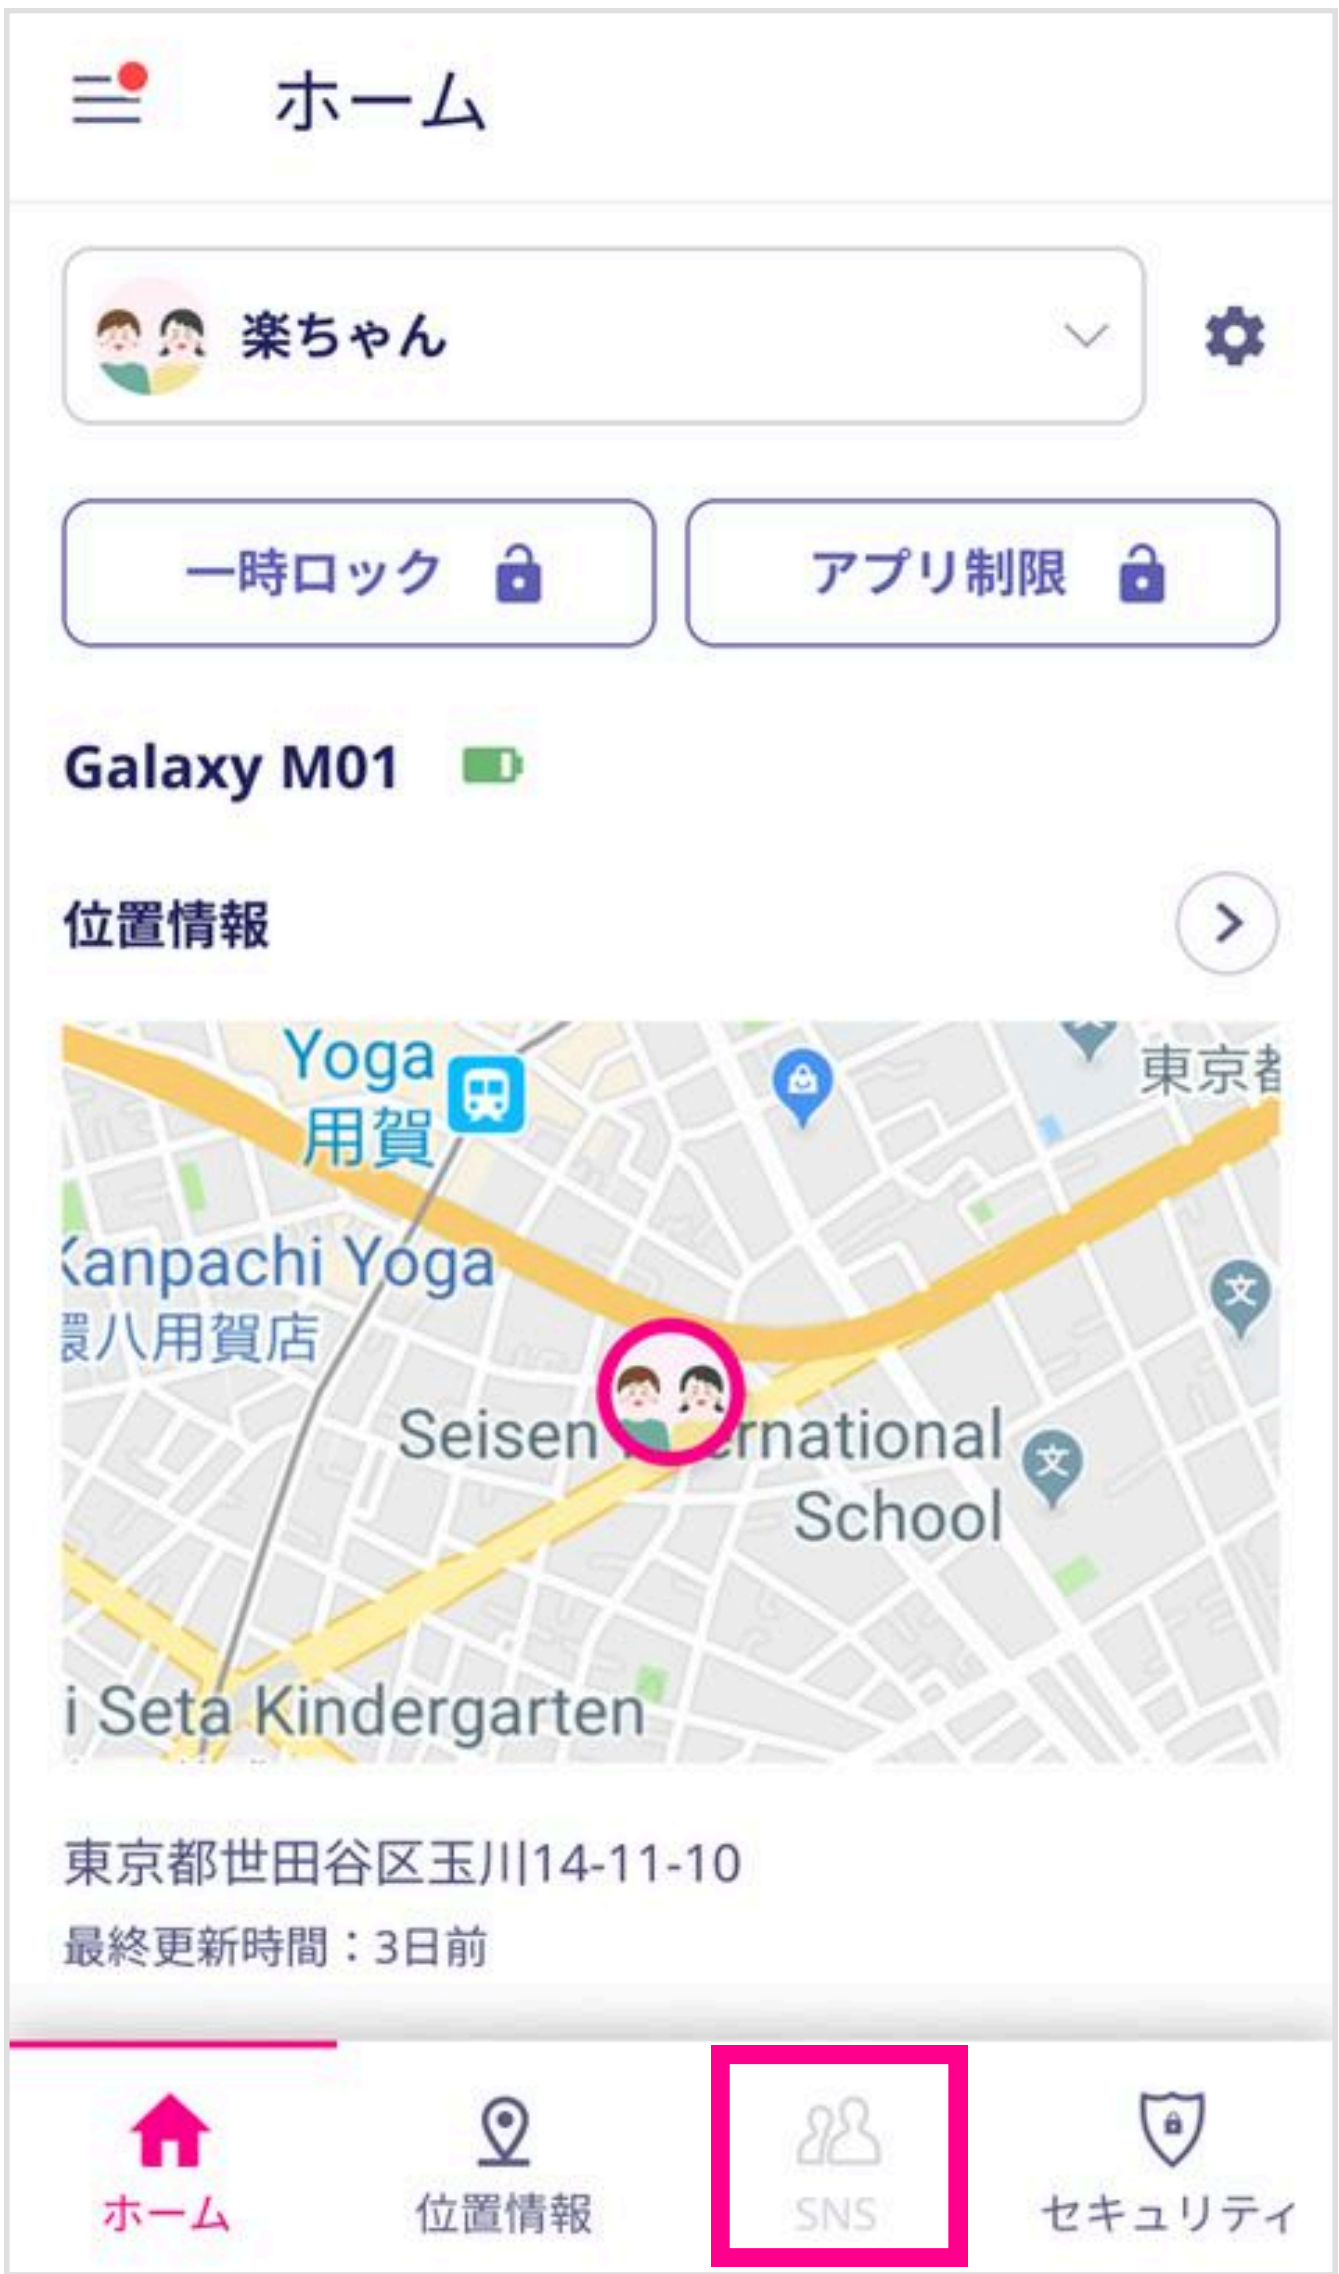 ホーム
楽ちゃん
一時ロック
アプリ制限
Galaxy M01
位置情報
Yoga
用賀
東京都
Kanpachi Yoga
環八用賀店
文
Seisen International
School
文
i Seta Kindergarten
東京都世田谷区玉川14-11-10
最終更新時間：3日前
ホーム
位置情報
SNS
セキュリティ